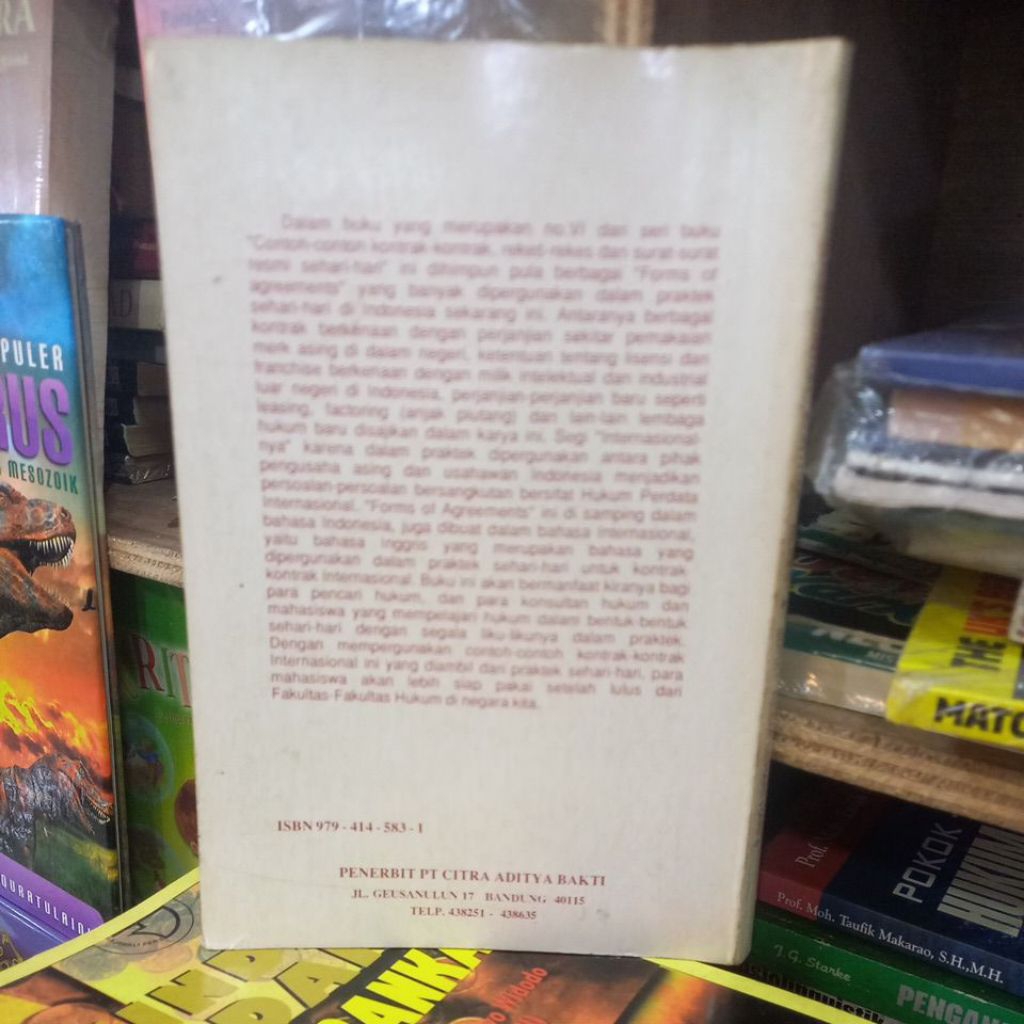 PULER
RUS
MESOZOIK
Dalam buku yang merupakan no.VI dari seri buku
"Contoh-contoh kontrak-kontrak, rekes-rekes dan surat-surat
resmi sehari-hari" ini dihimpun pula berbagai "Forms of
agreements" yang banyak dipergunakan dalam praktek
sehari-hari di Indonesia sekarang ini. Antaranya berbagai
kontrak berkenaan dengan perjanjian sekitar pemakaian
merk asing di dalam negeri, ketentuan tentang lisensi dan
franchise berkenaan dengan milik intelektual dan industrial
luar negeri di Indonesia, perjanjian-perjanjian baru seperti
leasing, factoring (anjak piutang) dan lain-lain lembaga
hukum baru disajikan dalam karya ini. Segi "Internasional-
nya" karena dalam praktek dipergunakan antara pihak
pengusaha asing dan usahawan Indonesia menjadikan
persoalan-persoalan bersangkutan bersifat Hukum Perdata
Internasional. "Forms of Agreements" ini di samping dalam
bahasa Indonesia, juga dibuat dalam bahasa Internasional,
yaitu bahasa Inggris yang merupakan bahasa yang
dipergunakan dalam praktek sehari-hari untuk kontrak-
kontrak Internasional. Buku ini akan bermanfaat kiranya bagi
para pencari hukum, dan para konsultan hukum dan
mahasiswa yang mempelajari hukum dalam bentuk-bentuk
sehari-hari dengan segala liku-likunya dalam praktek.
Dengan mempergunakan contoh-contoh kontrak-kontrak
Internasional ini yang diambil dari praktek sehari-hari, para
mahasiswa akan lebih siap pakai setelah lulus dari
Fakultas-Fakultas Hukum di negara kita.
ISBN 979 - 414 - 583 - 1
PENERBIT PT CITRA ADITYA BAKTI
JL. GEUSANULUN 17 BANDUNG 40115
TELP. 438251 - 438635
RIT
THE
MATO
POKOK
HUKUM
Prof. Moh. Taufik Makarao, S.H.,M.H.
J.G. Starke
PENGAN
ANKA
Widodo